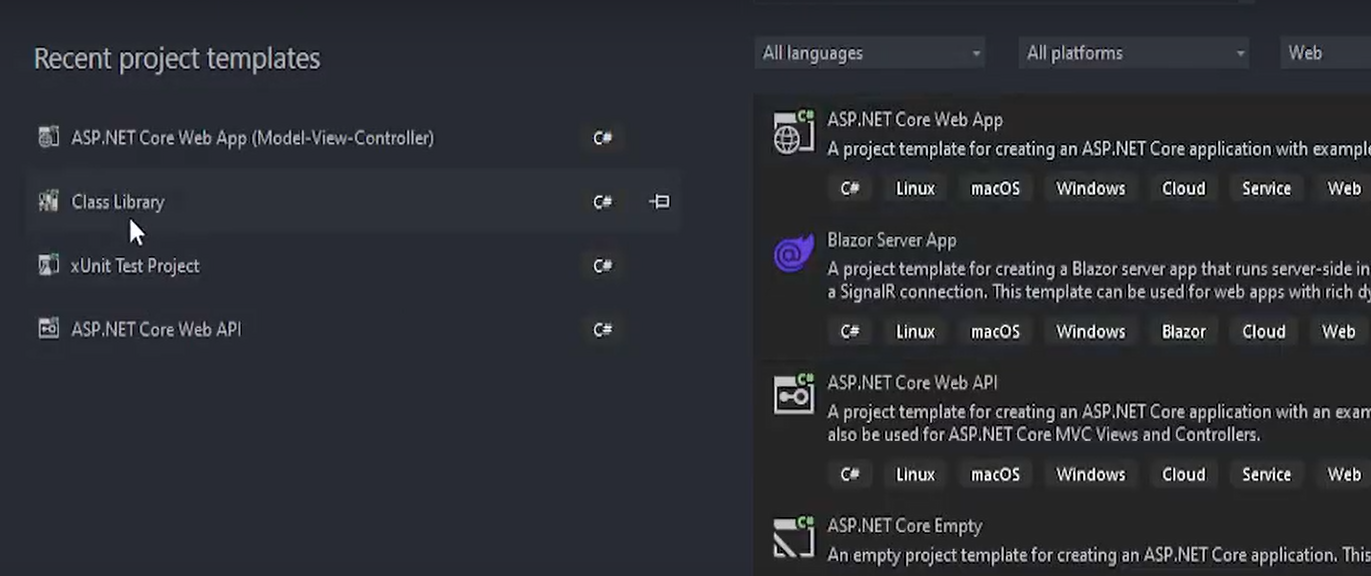 Recent project templates
ASP.NET Core Web App (Model-View-Controller) C#
Class Library C#
xUnit Test Project C#
ASP.NET Core Web API C#
All languages All platforms Web
C#
ASP.NET Core Web App
A project template for creating an ASP.NET Core application with example
C# Linux macOS Windows Cloud Service Web
Blazor Server App
A project template for creating a Blazor server app that runs server-side in
a SignalR connection. This template can be used for web apps with rich dy
C# Linux macOS Windows Blazor Cloud Web
C#
ASP.NET Core Web API
A project template for creating an ASP.NET Core application with an exam
also be used for ASP.NET Core MVC Views and Controllers.
C# Linux macOS Windows Cloud Service Web
C#
ASP.NET Core Empty
An empty project template for creating an ASP.NET Core application. This